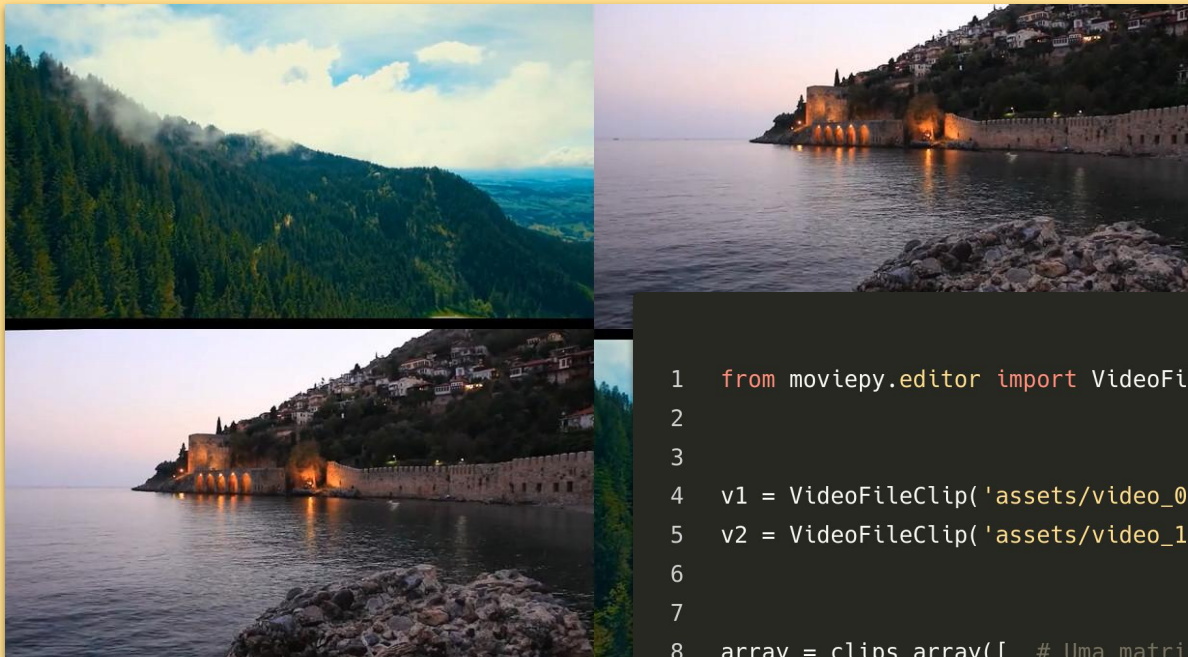 1 from moviepy.editor import VideoFi
2
3
4 v1 = VideoFileClip('assets/video_0
5 v2 = VideoFileClip('assets/video_1
6
7
8 array = clips_array([ # Uma matri